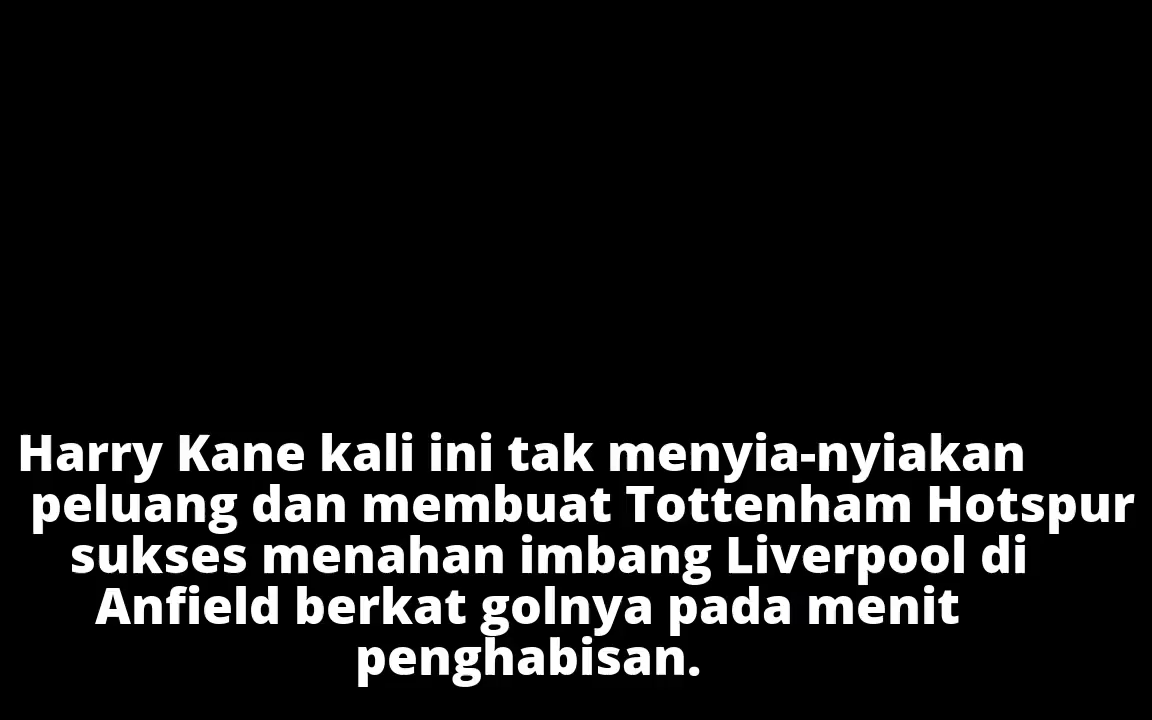 Harry Kane kali ini tak menyia-nyiakan
peluang dan membuat Tottenham Hotspur
sukses menahan imbang Liverpool di
Anfield berkat golnya pada menit
penghabisan.